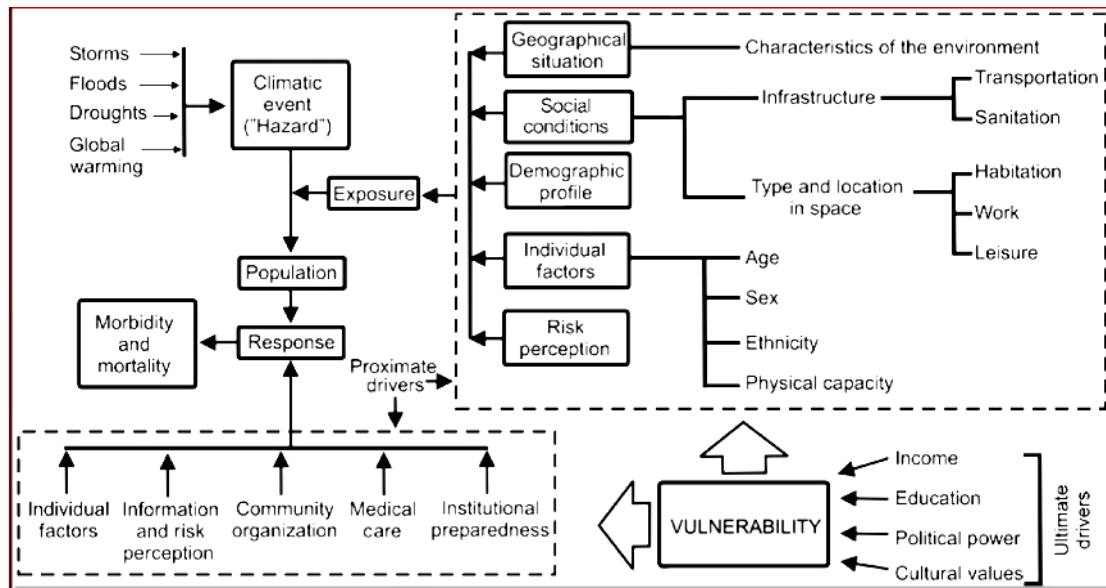 Storms
Floods
Droughts
Global
warming
Climatic
event
("Hazard")
Exposure
Population
Response
Morbidity
and
mortality
Proximate
drivers
Geographical
situation
Social
conditions
Demographic
profile
Individual
factors
Risk
perception
Characteristics of the environment
Infrastructure
Transportation
Sanitation
Type and location
in space
Habitation
Work
Leisure
Age
Sex
Ethnicity
Physical capacity
Individual
factors
Information
and risk
perception
Community
organization
Medical
care
Institutional
preparedness
VULNERABILITY
Income
Education
Political power
Cultural values
Ultimate
drivers